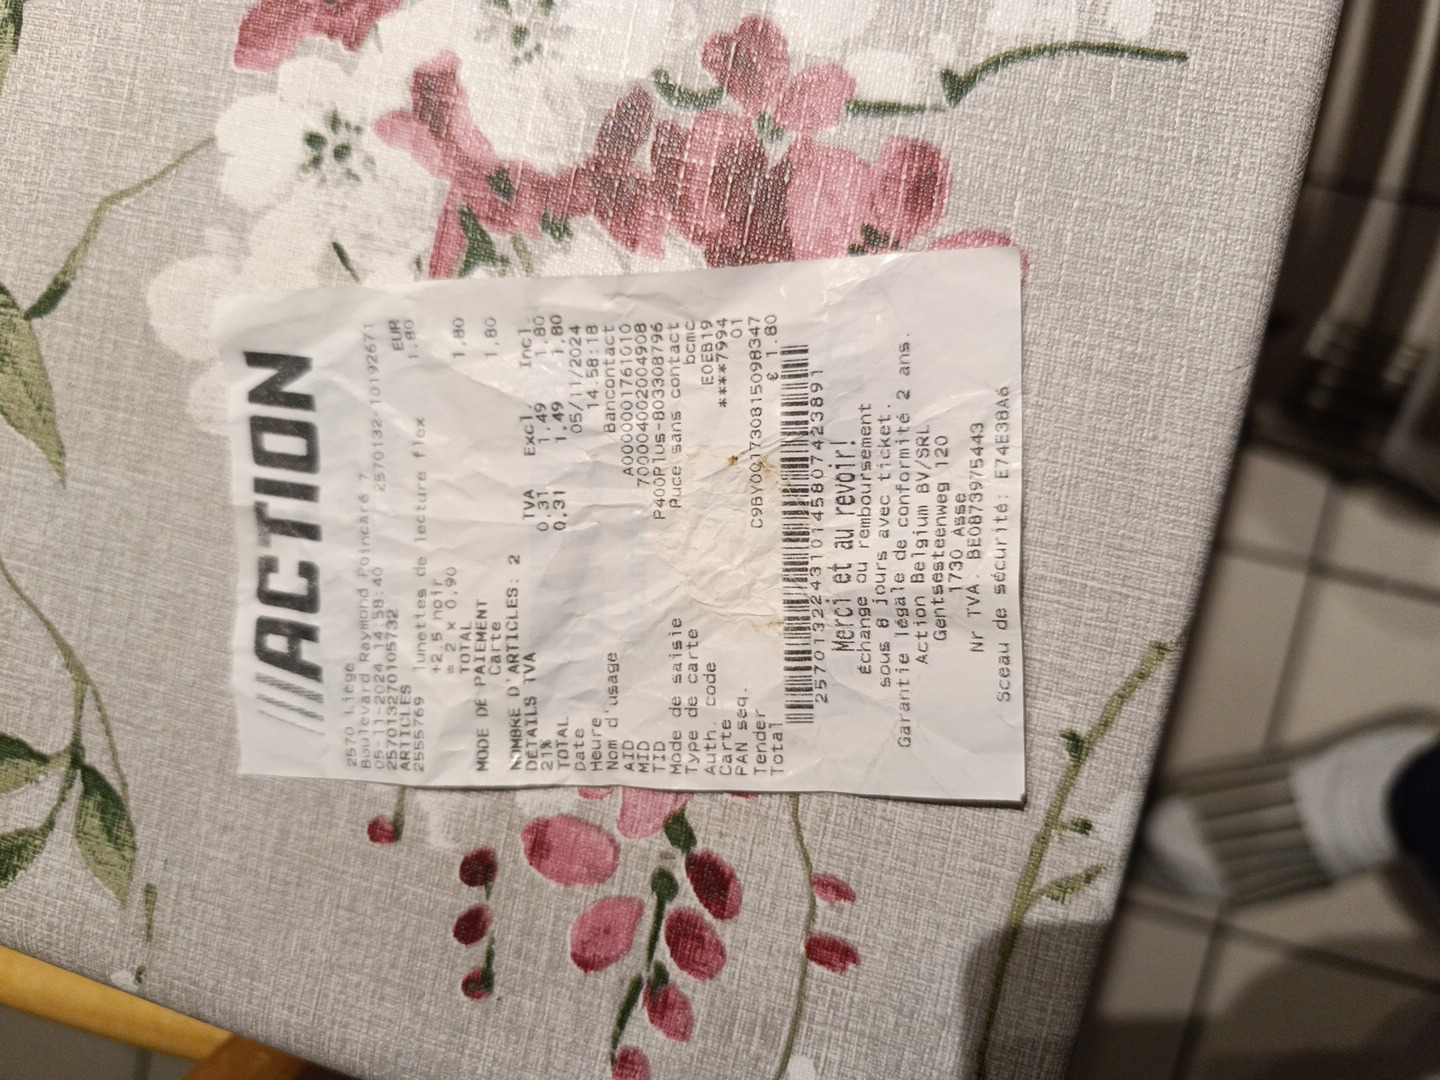 ACTION
2570 Liège
Boulevard Raymond Poincaré 7
05-11-2024 14:58:40 2570132-10192671
257013270105732
ARTICLES EUR
2555769 lunettes de lecture flex 1,80
+2,5 noir
= 2 x 0,90
TOTAL 1,80
MODE DE PAIEMENT
Carte 1,80
NOMBRE D'ARTICLES: 2
DÉTAILS TVA TVA Excl. Incl.
21% 0,31 1,49 1,80
TOTAL 0,31 1,49 1,80
Date 05/11/2024
Heure 14:58:18
Nom d'usage Bancontact
AID A0000001761010
MID 7000040002004908
TID P400Plus-803308796
Mode de saisie Puce sans contact
Type de carte bcmc
Auth. code E0EB19
Carte ****7994
PAN seq. 01
Tender
Total € 1.80
257013224310145807423891
Merci et au revoir!
Échange ou remboursement
sous 8 jours avec ticket.
Garantie légale de conformité 2 ans.
Action Belgium BV/SRL
Gentsesteenweg 120
1730 Asse
Nr TVA. BE0873975443
Sceau de sécurité: E74E38A6